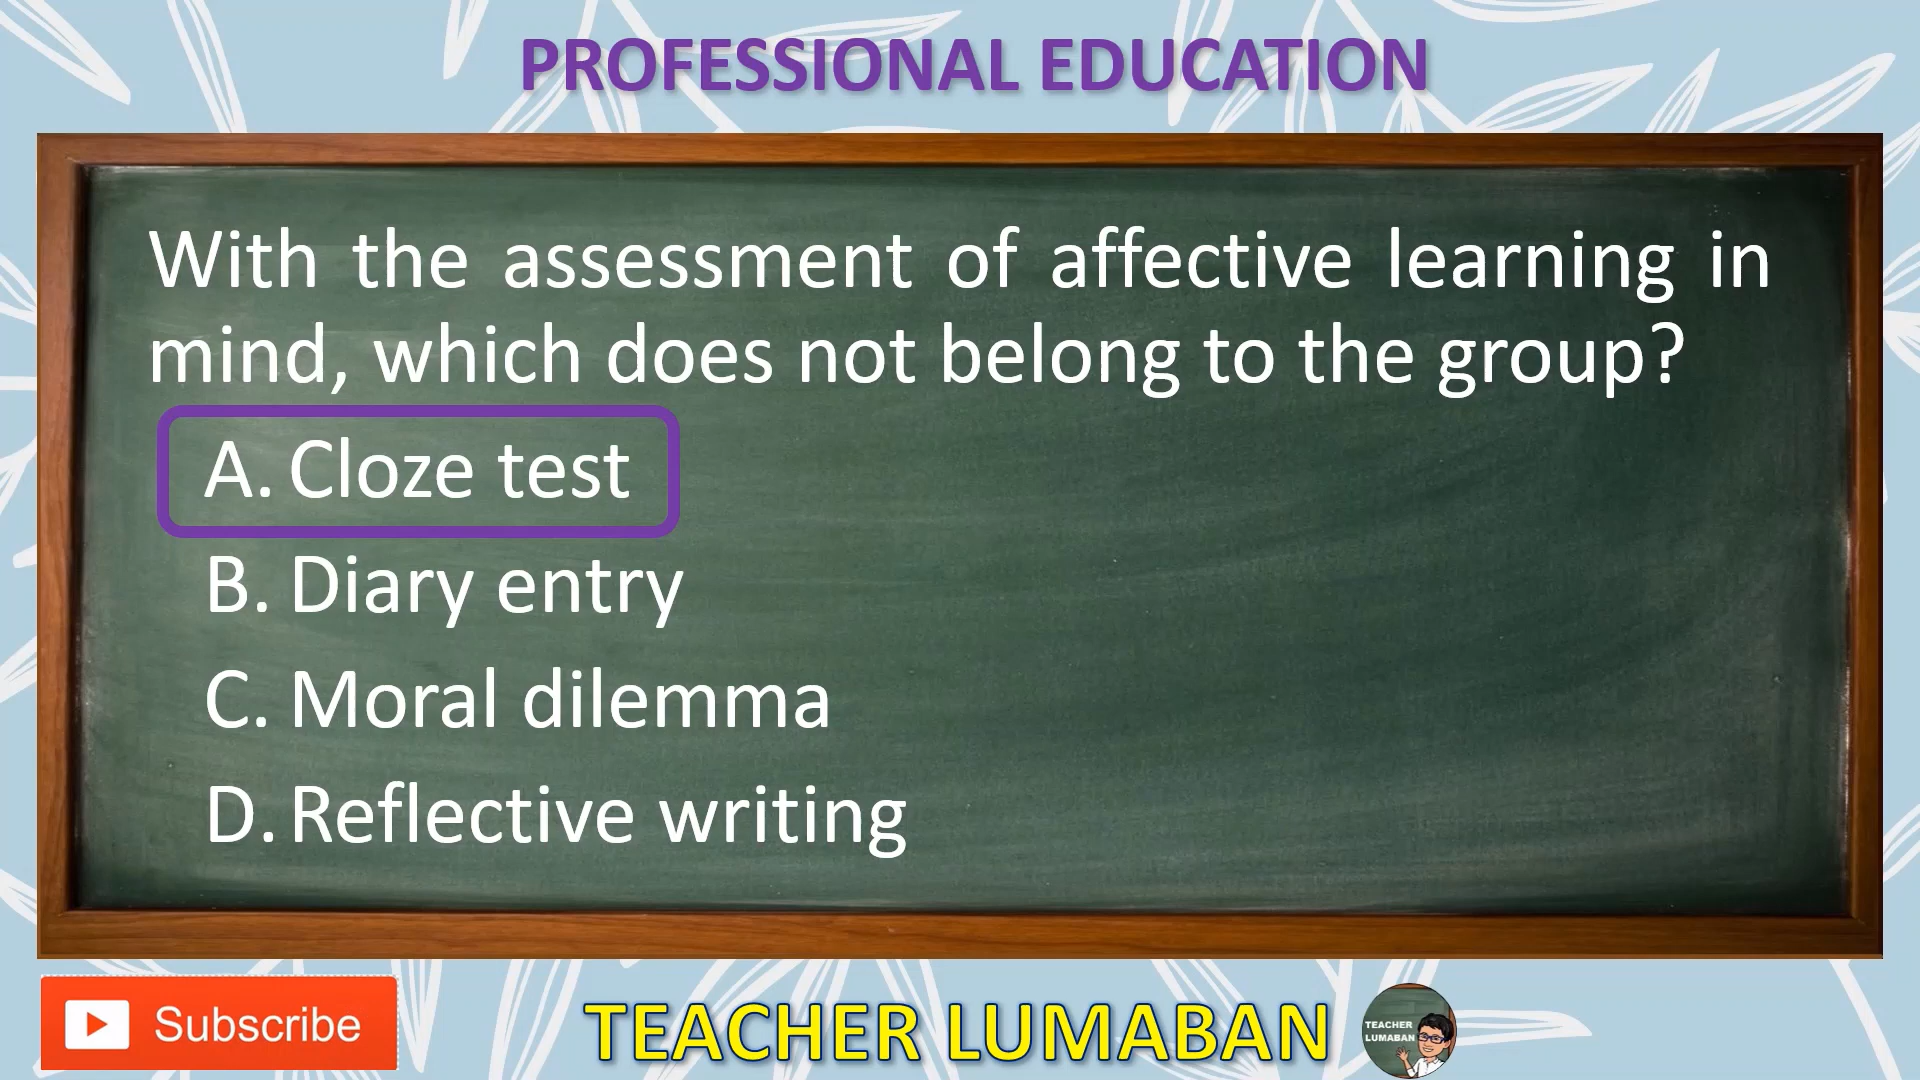 PROFESSIONAL EDUCATION
With the assessment of affective learning in
mind, which does not belong to the group?
A. Cloze test
B. Diary entry
C. Moral dilemma
D. Reflective writing
Subscribe
TEACHER LUMABAN
TEACHER
LUMABAN